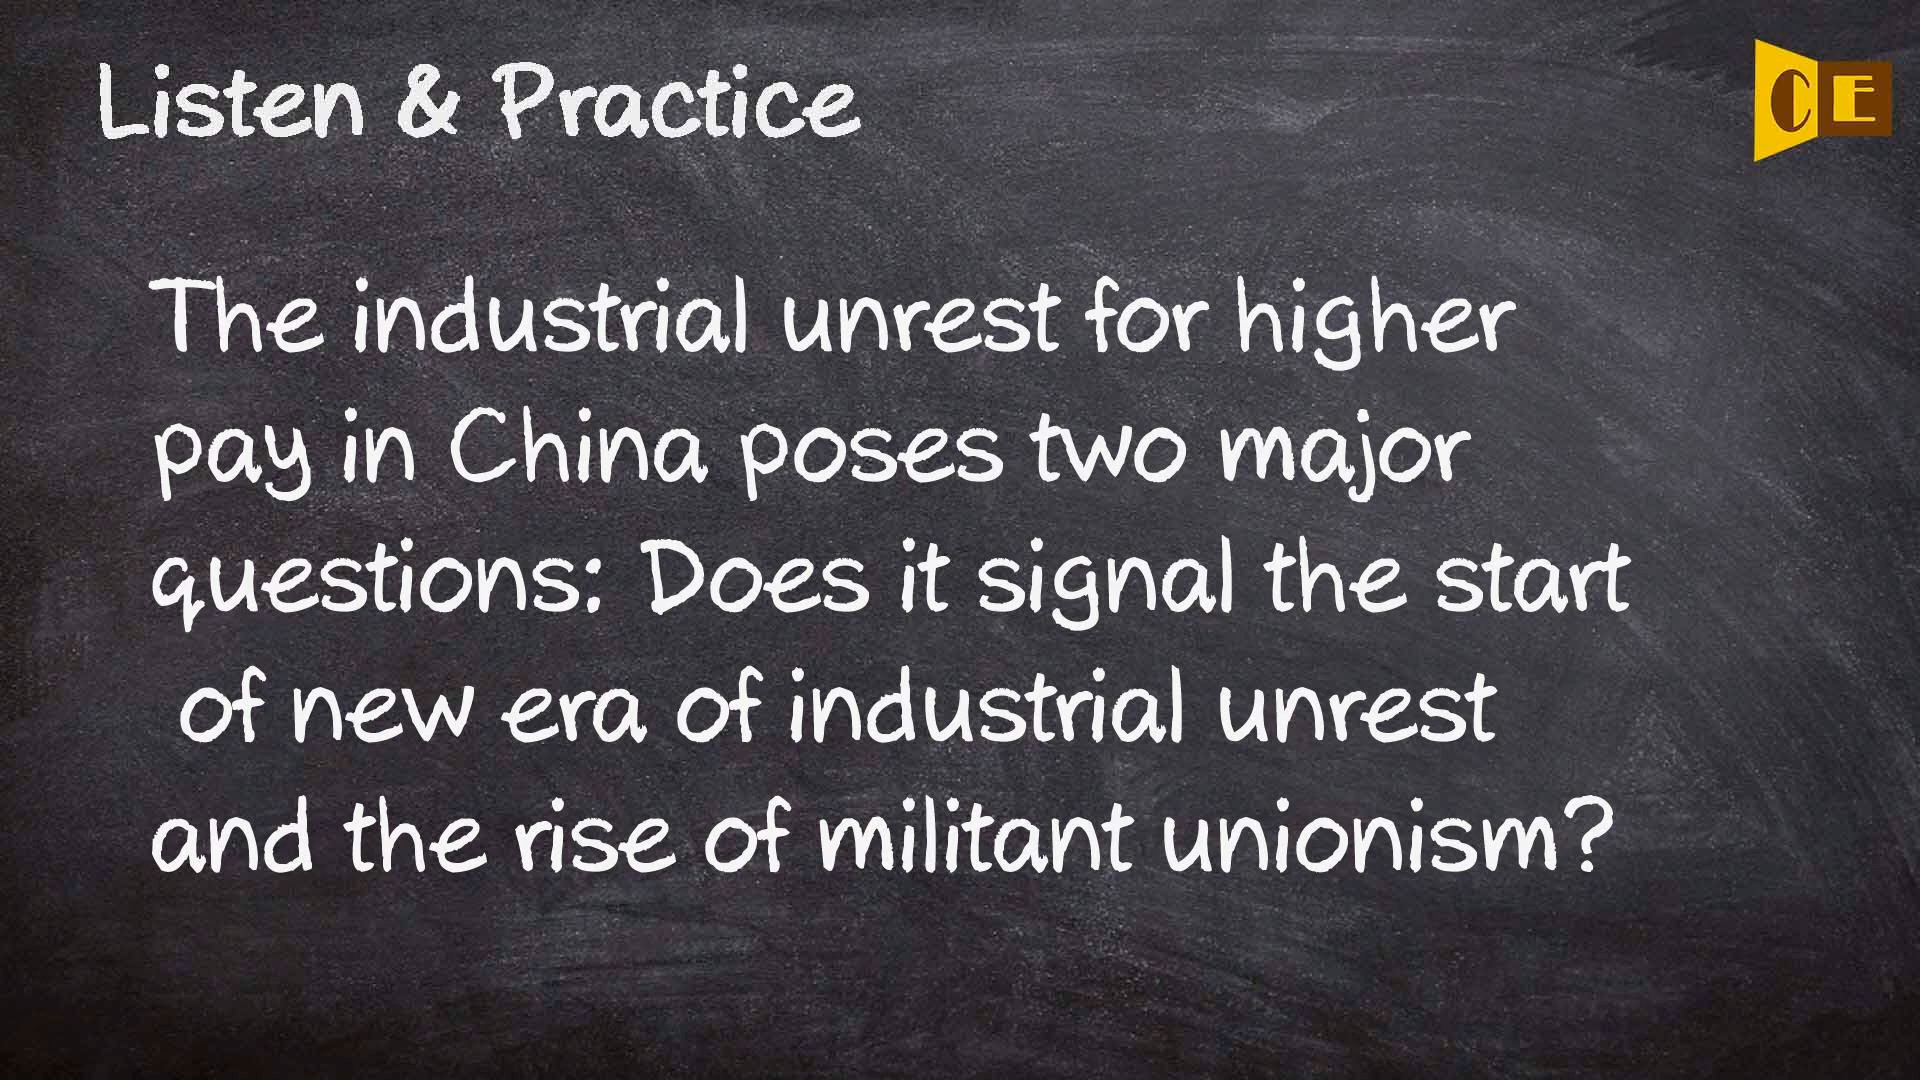 Listen & Practice
CE
The industrial unrest for higher
pay in China poses two major
questions: Does it signal the start
of new era of industrial unrest
and the rise of militant unionism?